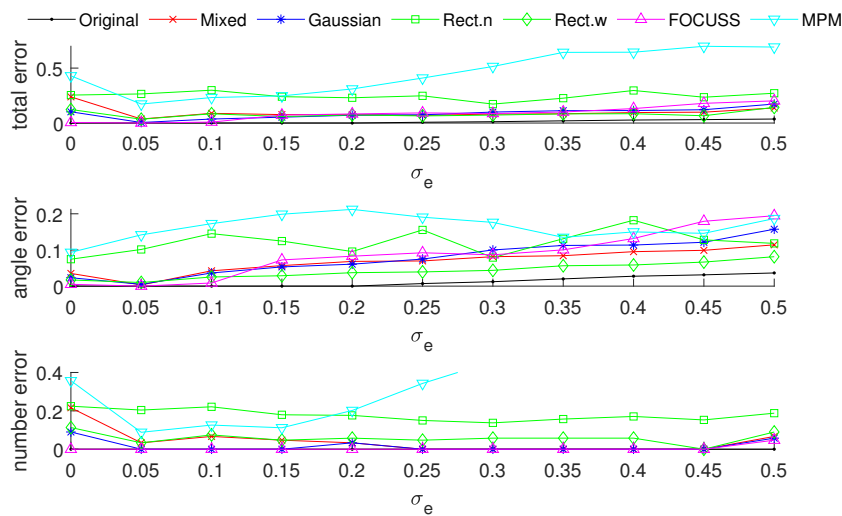 Original Mixed Gaussian Rect.n Rect.w FOCUSS MPM
total error
0.5
0
0 0.05 0.1 0.15 0.2 0.25 0.3 0.35 0.4 0.45 0.5
σe
angle error
0.2
0.1
0
0 0.05 0.1 0.15 0.2 0.25 0.3 0.35 0.4 0.45 0.5
σe
number error
0.4
0.2
0
0 0.05 0.1 0.15 0.2 0.25 0.3 0.35 0.4 0.45 0.5
σe